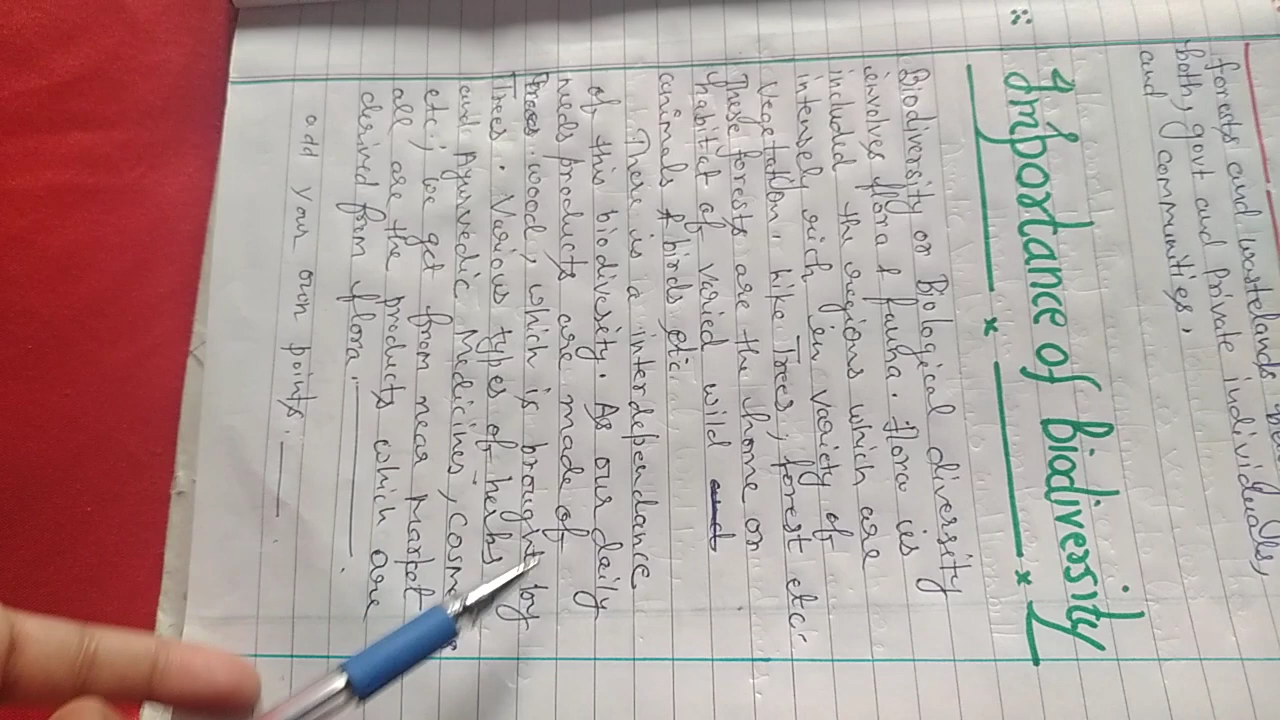 forests and wastelands
both govt and private individuals,
and communities.
Importance of biodiversity
Biodiversity or Biological diversity
involves flora & fauna. flora is
included the regions which are
intensely rich in variety of
Vegetation. Like Trees, forest etc.
These forests are the home or
habitat of varied wild
animals & birds etc.
There is a interdependance
of this biodiversity. As our daily
needs products are made of
wood, which is brought by
Trees. Various types of herbs
and Ayurvedic Medicines,
etc, we get from near Market
all are the products which are
derived from flora.
add your own points.